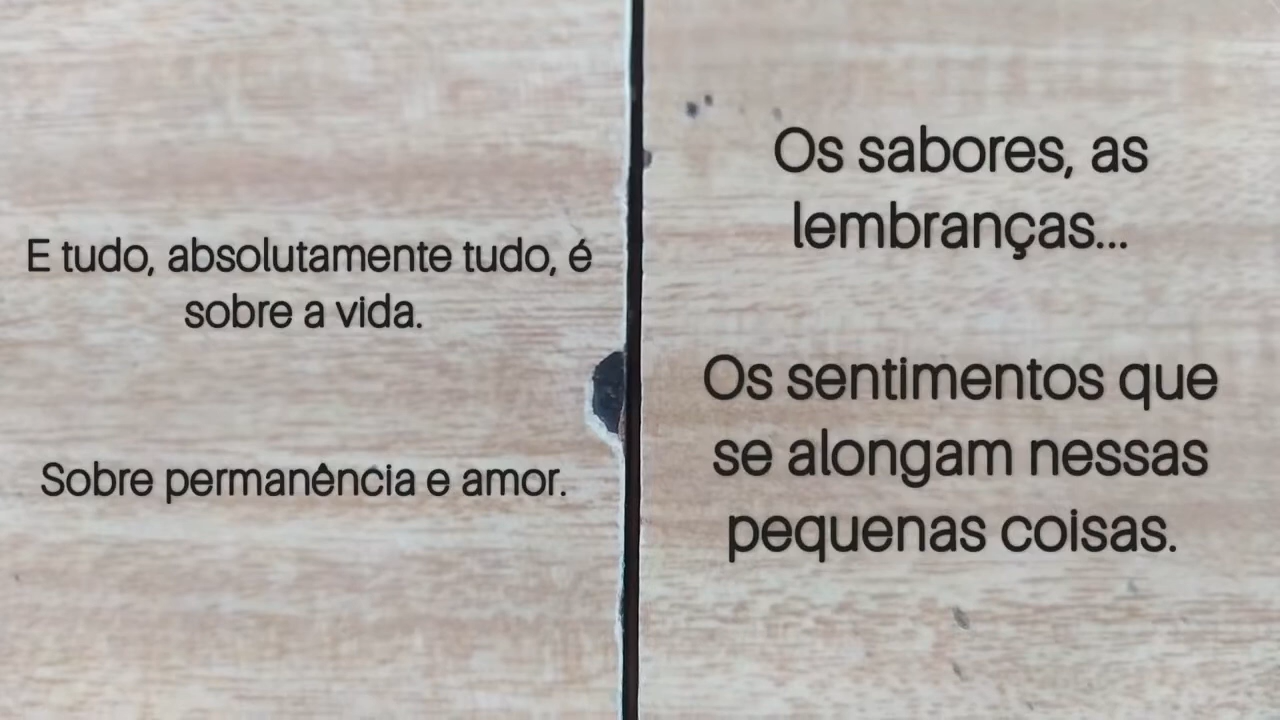 E tudo, absolutamente tudo, é
sobre a vida.
Sobre permanência e amor.
Os sabores, as
lembranças...
Os sentimentos que
se alongam nessas
pequenas coisas.